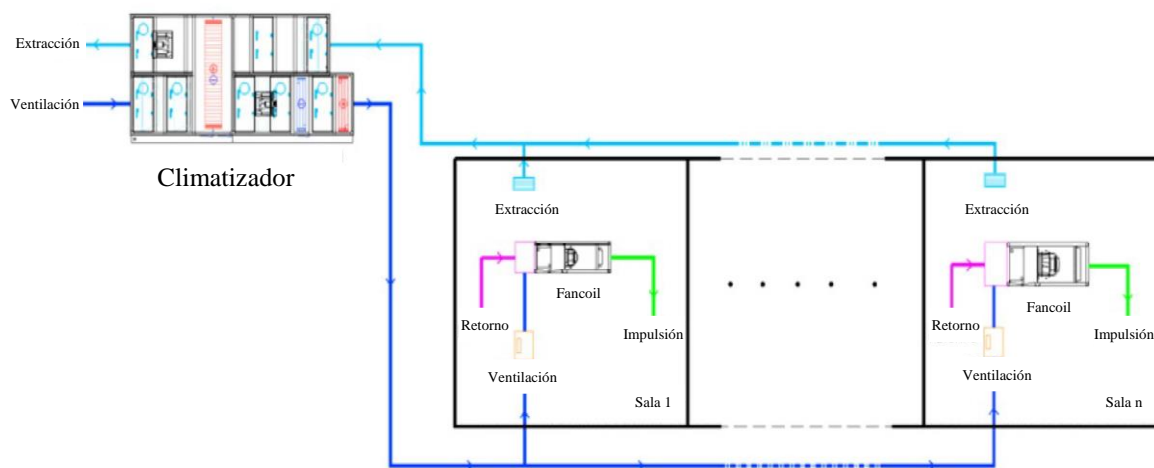 Extracción
Ventilación
Climatizador
Extracción
Extracción
Fancoil
Fancoil
Retorno
Impulsión
Retorno
Impulsión
Ventilación
Ventilación
Sala 1
Sala n